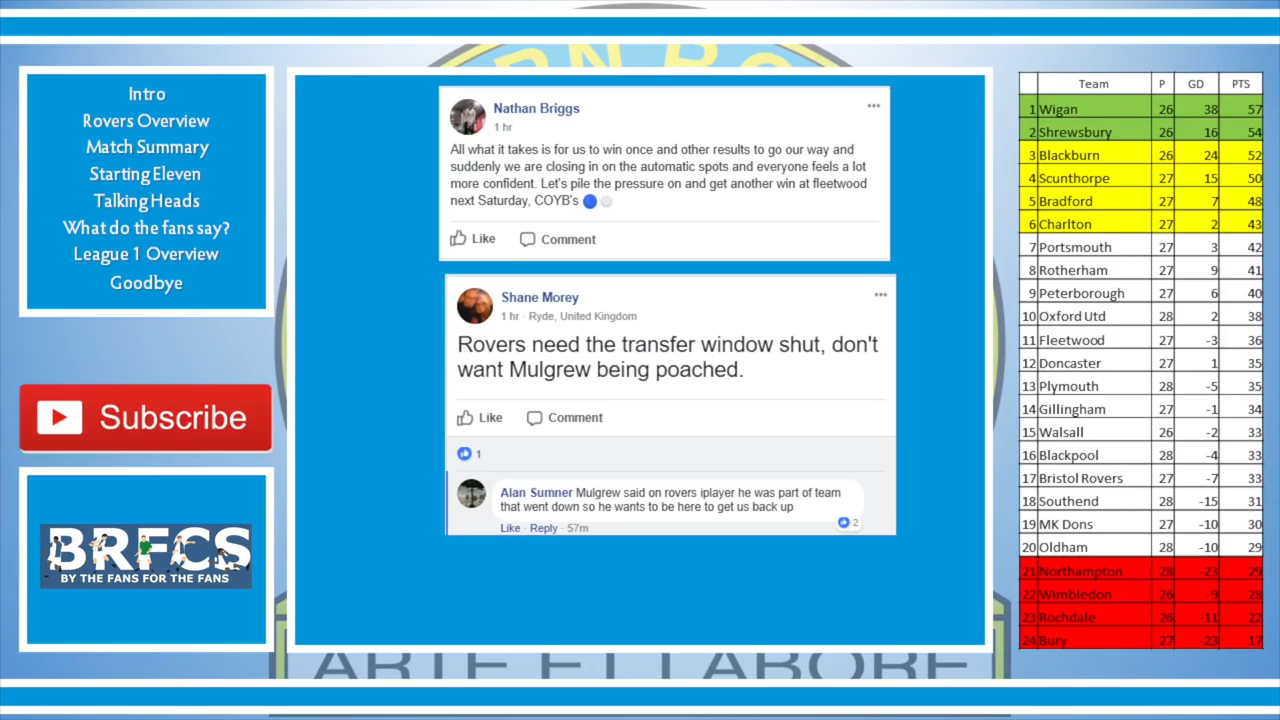 RN RO
Intro
Rovers Overview
Match Summary
Starting Eleven
Talking Heads
What do the fans say?
League 1 Overview
Goodbye
Subscribe
BRFCS
BY THE FANS FOR THE FANS
Nathan Briggs
1 hr
All what it takes is for us to win once and other results to go our way and
suddenly we are closing in on the automatic spots and everyone feels a lot
more confident. Let's pile the pressure on and get another win at fleetwood
next Saturday, COYB's
Like Comment
Shane Morey
1 hr · Ryde, United Kingdom
Rovers need the transfer window shut, don't
want Mulgrew being poached.
Like Comment
1
Alan Sumner Mulgrew said on rovers iplayer he was part of team
that went down so he wants to be here to get us back up
Like · Reply · 57m 2
Team P GD PTS
1 Wigan 26 38 57
2 Shrewsbury 26 16 54
3 Blackburn 26 24 52
4 Scunthorpe 27 15 50
5 Bradford 27 7 48
6 Charlton 27 2 43
7 Portsmouth 27 3 42
8 Rotherham 27 9 41
9 Peterborough 27 6 40
10 Oxford Utd 28 2 38
11 Fleetwood 27 -3 36
12 Doncaster 27 1 35
13 Plymouth 28 -5 35
14 Gillingham 27 -1 34
15 Walsall 26 -2 33
16 Blackpool 28 -4 33
17 Bristol Rovers 27 -7 33
18 Southend 28 -15 31
19 MK Dons 27 -10 30
20 Oldham 28 -10 29
21 Northampton 28 -23 29
22 Wimbledon 26 -9 28
23 Rochdale 26 -11 22
24 Bury 27 -23 17
ARTE ET LABORE